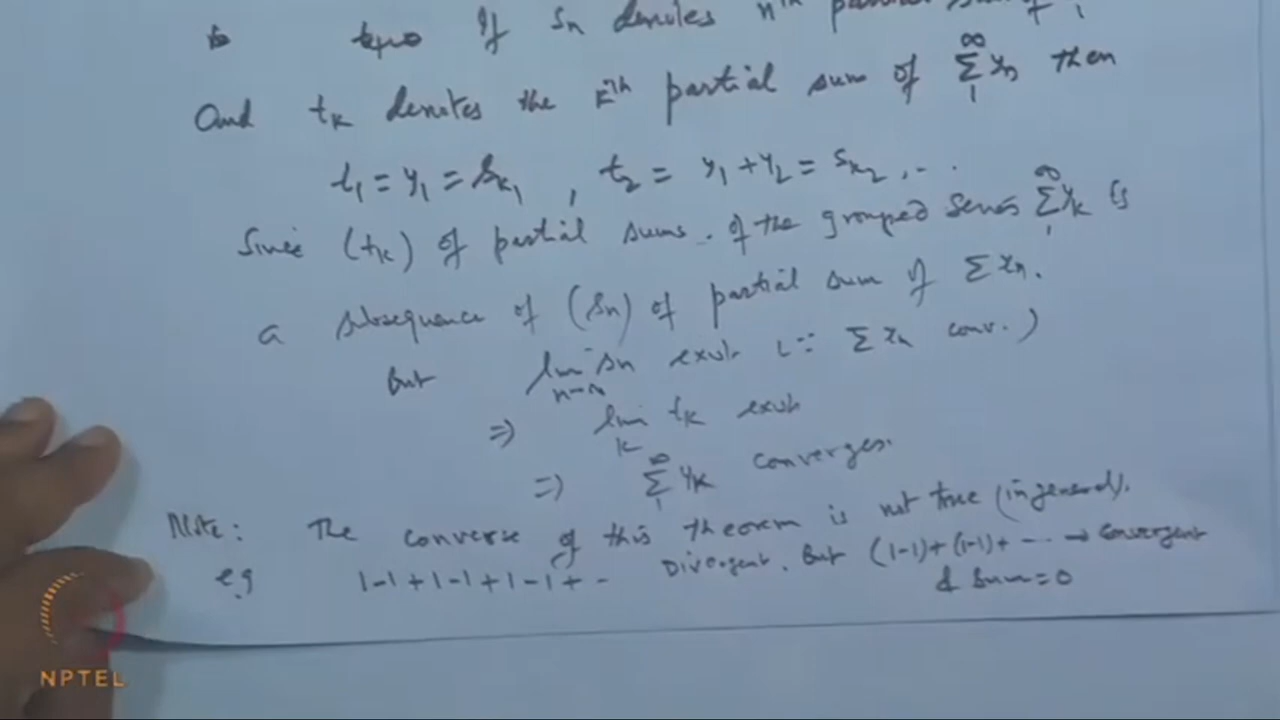 If Sn denotes nth partial sum of
And tk denotes the kth partial sum of ∞Σ1 yn then
t1 = y1 = Sk1 , t2 = y1 + y2 = Sk2 , ...
Since (tk) of partial sums of the grouped series ∞Σ1 yk is
a subsequence of (Sn) of partial sum of Σ xn.
But lim n→∞ Sn exists (∵ Σ xn conv.)
⇒ lim k tk exists
⇒ ∞Σ1 yk converges.
Note: The converse of this theorem is not true (in general).
e.g 1-1+1-1+1-1+-- Divergent. But (1-1)+(1-1)+---→ Convergent
& Sum=0
NPTEL